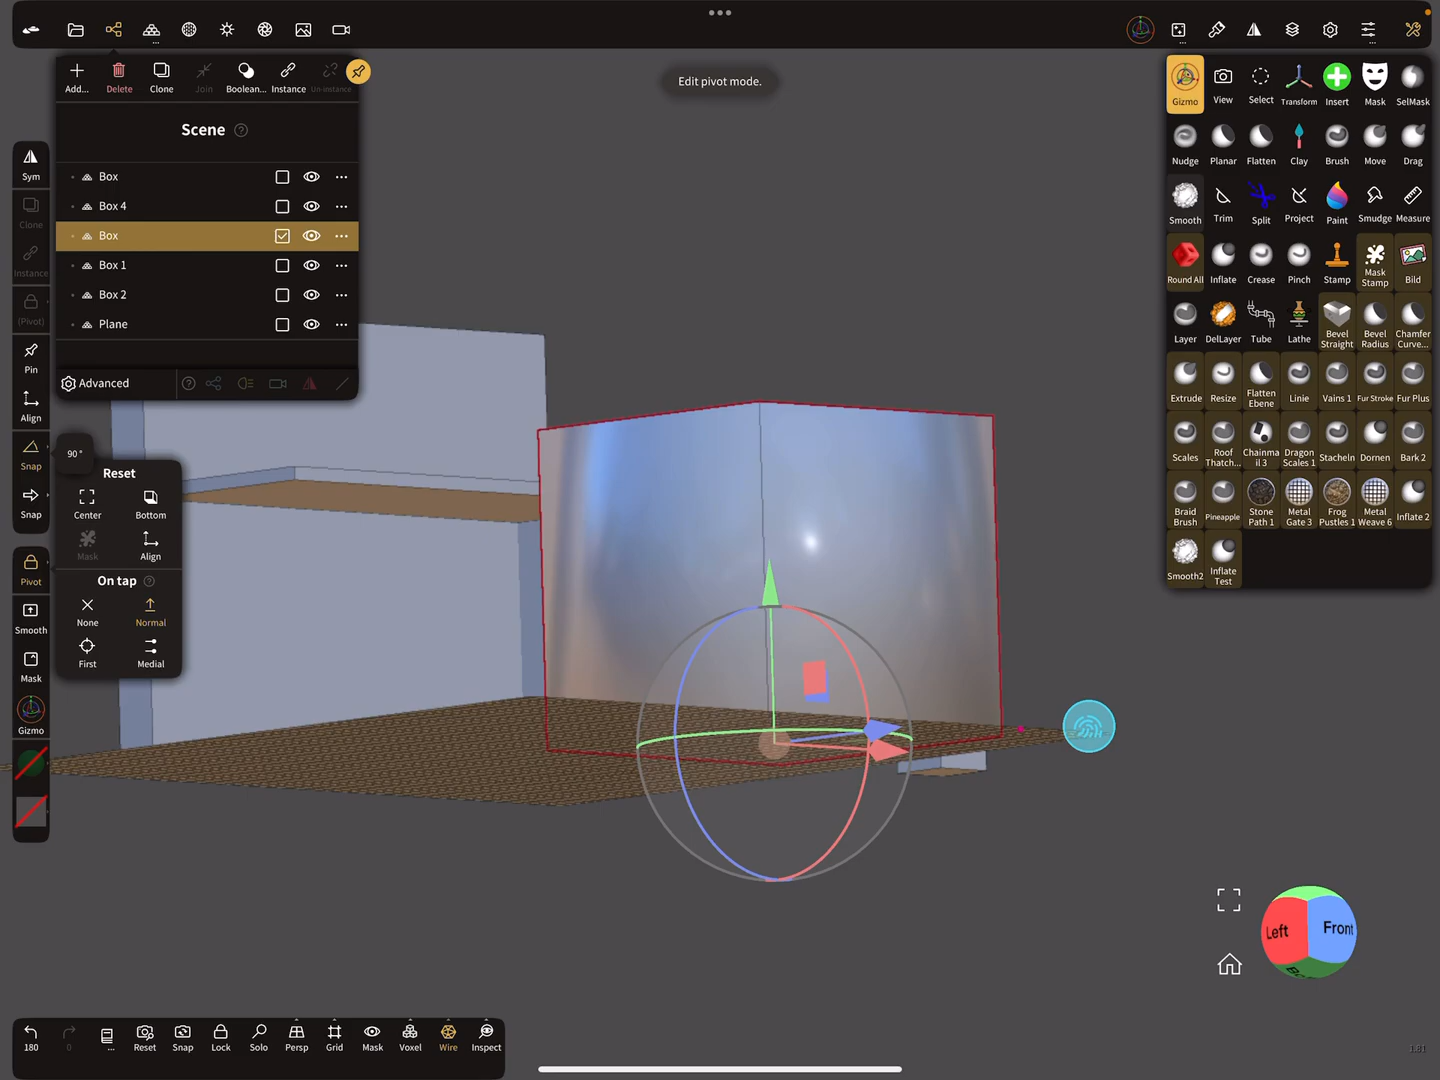 Add...
Delete
Clone
Join
Boolean...
Instance
Un-instance
Edit pivot mode.
Scene
Box
Box 4
Box
Box 1
Box 2
Plane
Advanced
Sym
Clone
Instance
(Pivot)
Pin
Align
Snap
90°
Snap
Pivot
Smooth
Mask
Gizmo
Reset
Center
Bottom
Mask
Align
On tap
None
Normal
First
Medial
Gizmo
View
Select
Transform
Insert
Mask
SelMask
Nudge
Planar
Flatten
Clay
Brush
Move
Drag
Smooth
Trim
Split
Project
Paint
Smudge
Measure
Round All
Inflate
Crease
Pinch
Stamp
Mask
Stamp
Bild
Layer
DelLayer
Tube
Lathe
Bevel
Straight
Bevel
Radius
Chamfer
Curve...
Extrude
Resize
Flatten
Ebene
Linie
Vains 1
Fur Stroke
Fur Plus
Scales
Roof
Thatch...
Chainma
il 3
Dragon
Scales 1
Stacheln
Dornen
Bark 2
Braid
Brush
Pineapple
Stone
Path 1
Metal
Gate 3
Frog
Pustles 1
Metal
Weave 6
Inflate 2
Smooth2
Inflate
Test
Left
Front
180
0
...
Reset
Snap
Lock
Solo
Persp
Grid
Mask
Voxel
Wire
Inspect
1.81